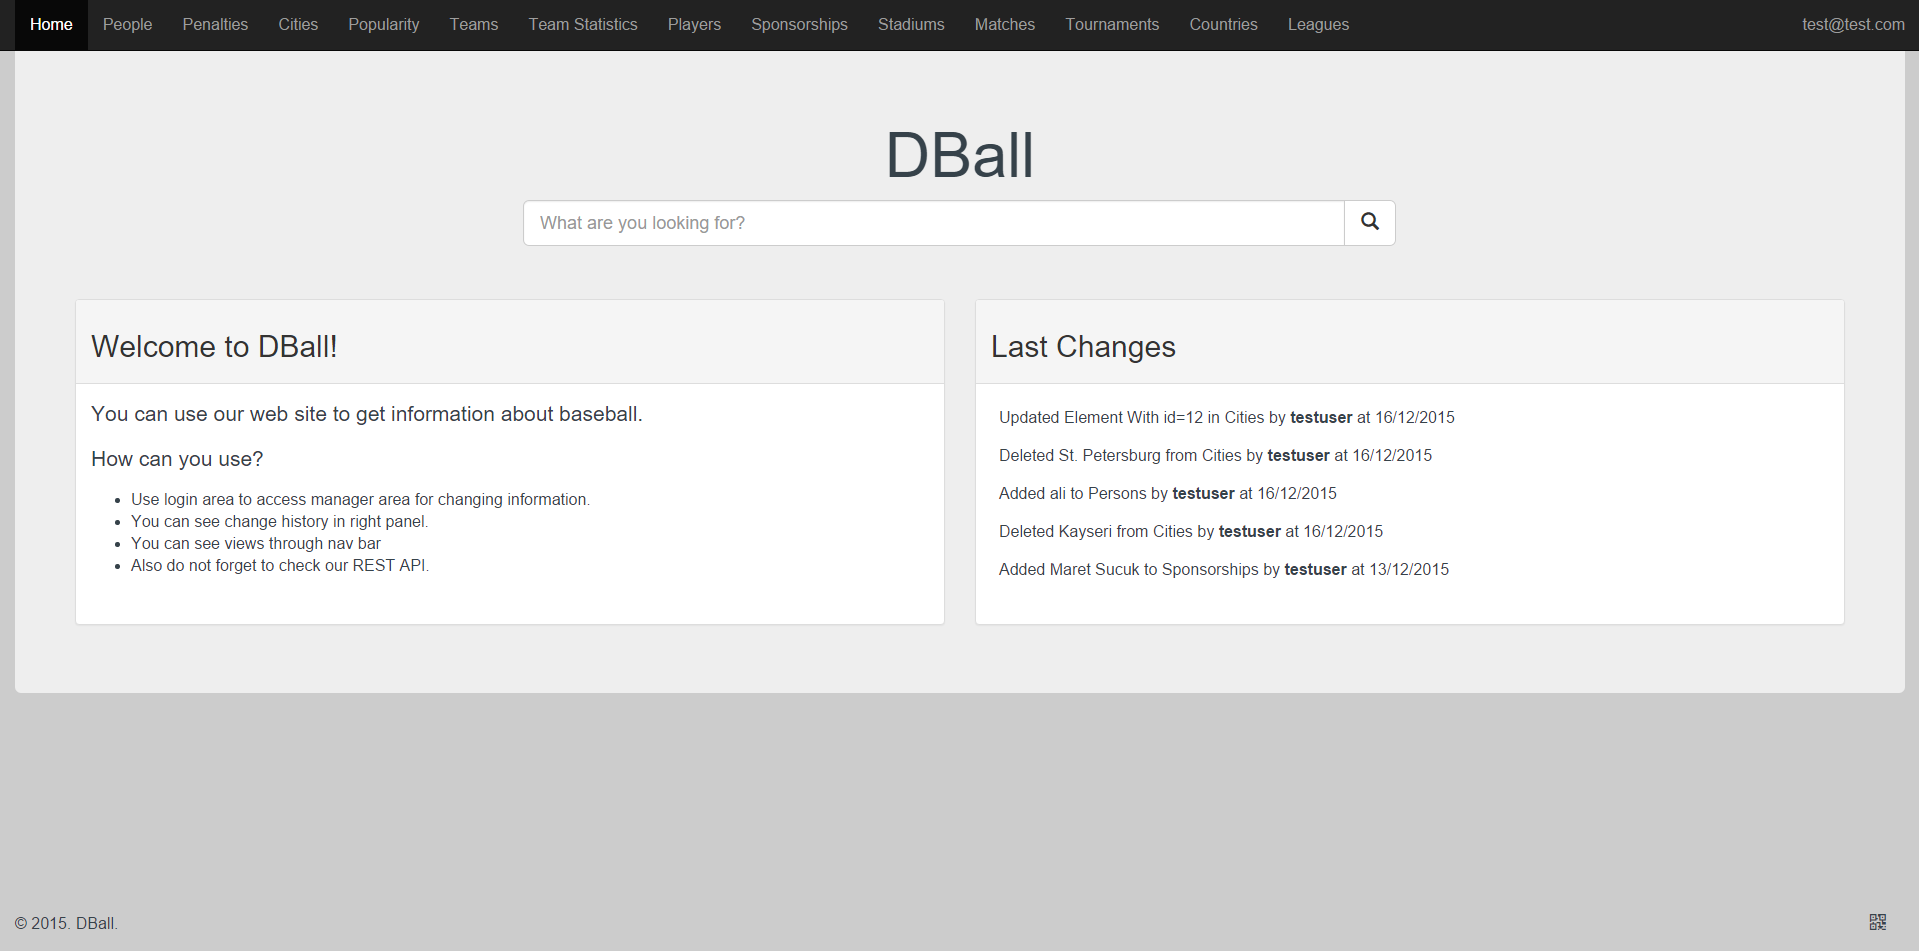 Home People Penalties Cities Popularity Teams Team Statistics Players Sponsorships Stadiums Matches Tournaments Countries Leagues test@test.com
DBall
What are you looking for?
Welcome to DBall!
You can use our web site to get information about baseball.
How can you use?
Use login area to access manager area for changing information.
You can see change history in right panel.
You can see views through nav bar
Also do not forget to check our REST API.
Last Changes
Updated Element With id=12 in Cities by testuser at 16/12/2015
Deleted St. Petersburg from Cities by testuser at 16/12/2015
Added ali to Persons by testuser at 16/12/2015
Deleted Kayseri from Cities by testuser at 16/12/2015
Added Maret Sucuk to Sponsorships by testuser at 13/12/2015
© 2015. DBall.